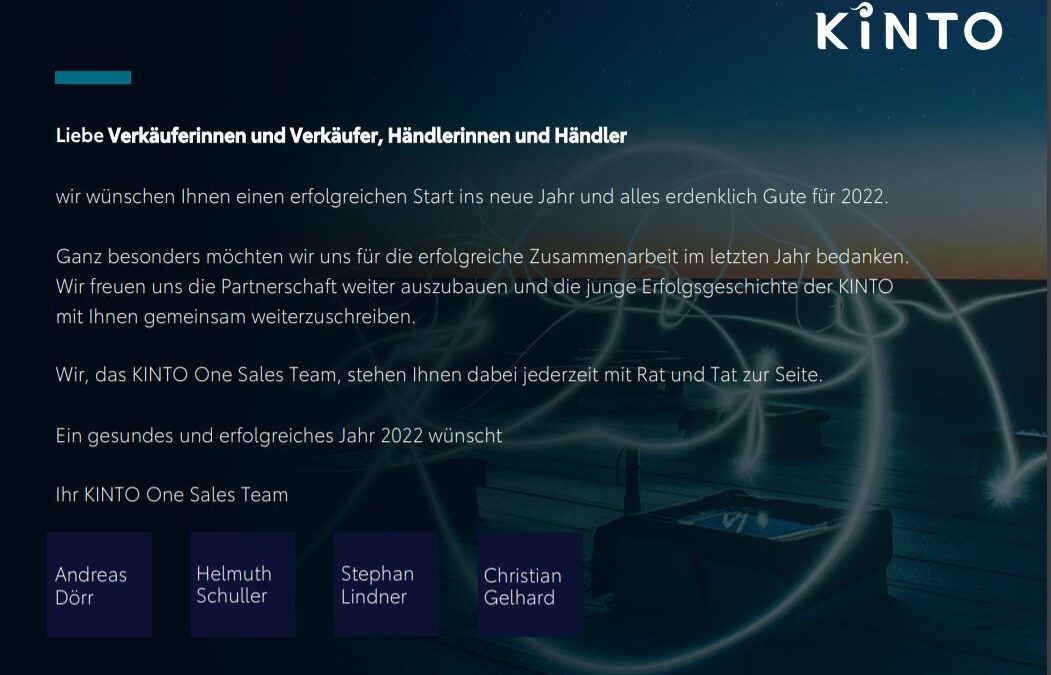 KiNTO
Liebe Verkäuferinnen und Verkäufer, Händlerinnen und Händler
wir wünschen Ihnen einen erfolgreichen Start ins neue Jahr und alles erdenklich Gute für 2022.
Ganz besonders möchten wir uns für die erfolgreiche Zusammenarbeit im letzten Jahr bedanken.
Wir freuen uns die Partnerschaft weiter auszubauen und die junge Erfolgsgeschichte der KINTO
mit Ihnen gemeinsam weiterzuschreiben.
Wir, das KINTO One Sales Team, stehen Ihnen dabei jederzeit mit Rat und Tat zur Seite.
Ein gesundes und erfolgreiches Jahr 2022 wünscht
Ihr KINTO One Sales Team
Andreas
Dörr
Helmuth
Schuller
Stephan
Lindner
Christian
Gelhard